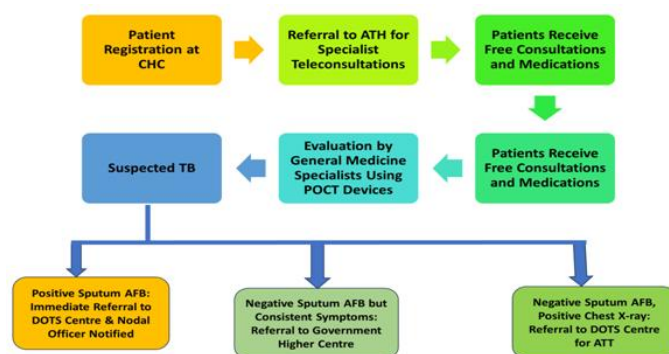 Patient
Registration at
CHC
Referral to ATH for
Specialist
Teleconsultations
Patients Receive
Free Consultations
and Medications
Suspected TB
Evaluation by
General Medicine
Specialists Using
POCT Devices
Patients Receive
Free Consultations
and Medications
Positive Sputum AFB:
Immediate Referral to
DOTS Centre & Nodal
Officer Notified
Negative Sputum AFB but
Consistent Symptoms:
Referral to Government
Higher Centre
Negative Sputum AFB,
Positive Chest X-ray:
Referral to DOTS Centre
for ATT